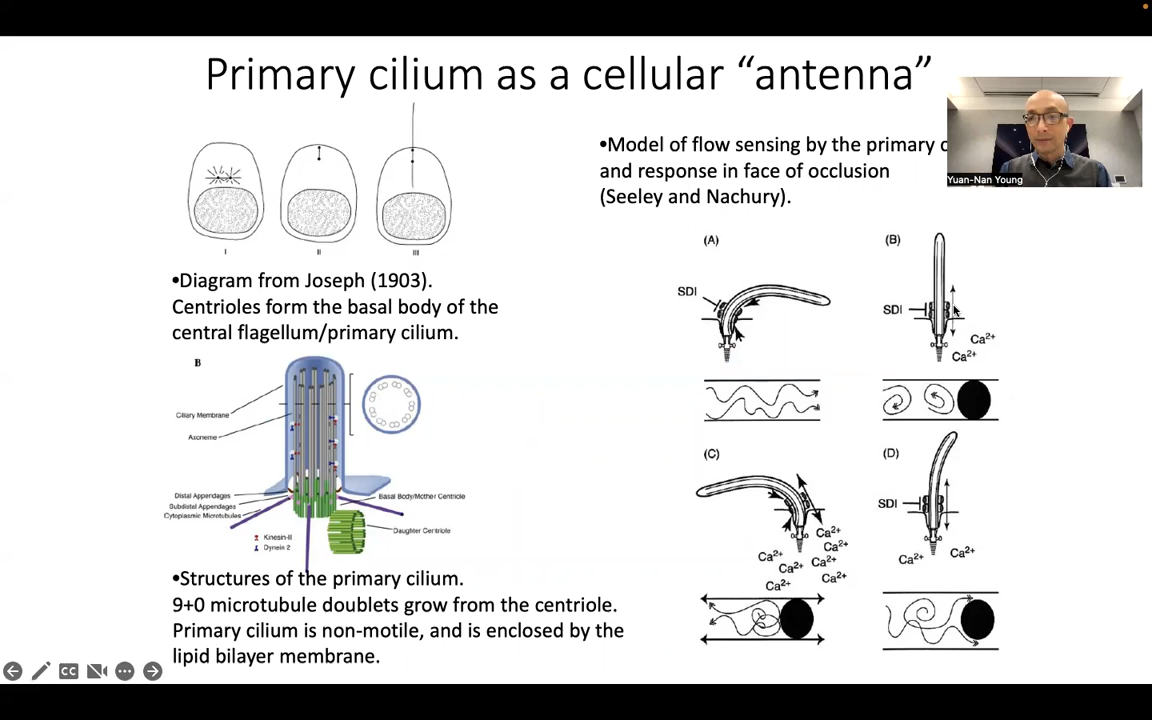 Primary cilium as a cellular “antenna”
I
II
III
•Diagram from Joseph (1903).
Centrioles form the basal body of the
central flagellum/primary cilium.
B
Ciliary Membrane
Axoneme
Distal Appendages
Subdistal Appendages
Cytoplasmic Microtubules
Basal Body/Mother Centriole
Daughter Centriole
Kinesin-II
Dynein 2
•Structures of the primary cilium.
9+0 microtubule doublets grow from the centriole.
Primary cilium is non-motile, and is enclosed by the
lipid bilayer membrane.
•Model of flow sensing by the primary
and response in face of occlusion
(Seeley and Nachury).
(A)
SDI
(B)
SDI
Ca²⁺
Ca²⁺
(C)
Ca²⁺
Ca²⁺
Ca²⁺
Ca²⁺
Ca²⁺
Ca²⁺
Ca²⁺
(D)
SDI
Ca²⁺
Ca²⁺
Yuan-Nan Young
CC